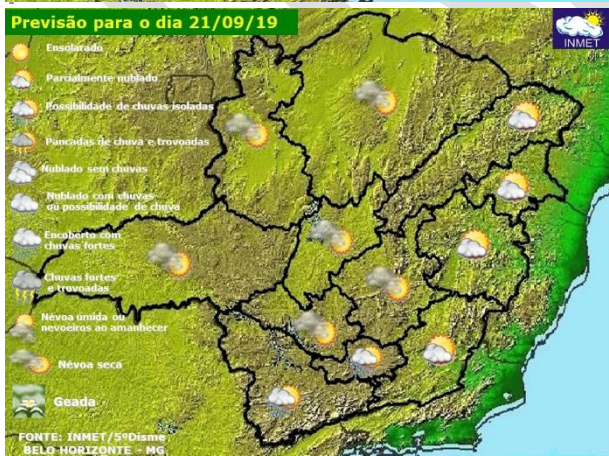 Previsão para o dia 21/09/19
INMET
Ensolarado
Parcialmente nublado
Possibilidade de chuvas isoladas
Pancadas de chuva e trovoadas
Nublado sem chuvas
Nublado com chuvas
ou possibilidade de chuva
Encoberto com
chuvas fortes
Chuvas fortes
e trovoadas
Névoa úmida ou
nevoeiros ao amanhecer
Névoa seca
Geada
FONTE: INMET/5ºDisme
BELO HORIZONTE - MG